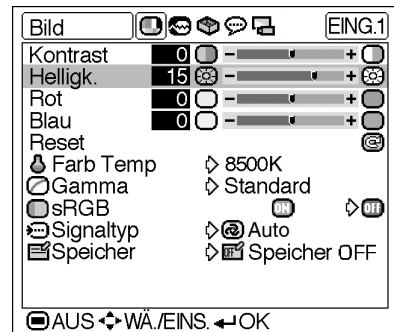 Bild EING.1
Kontrast 0 - +
Helligk. 15 - +
Rot 0 - +
Blau 0 - +
Reset
Farb Temp 8500K
Gamma Standard
sRGB ON OFF
Signaltyp Auto
Speicher OFF Speicher OFF
AUS WÄ./EINS. OK